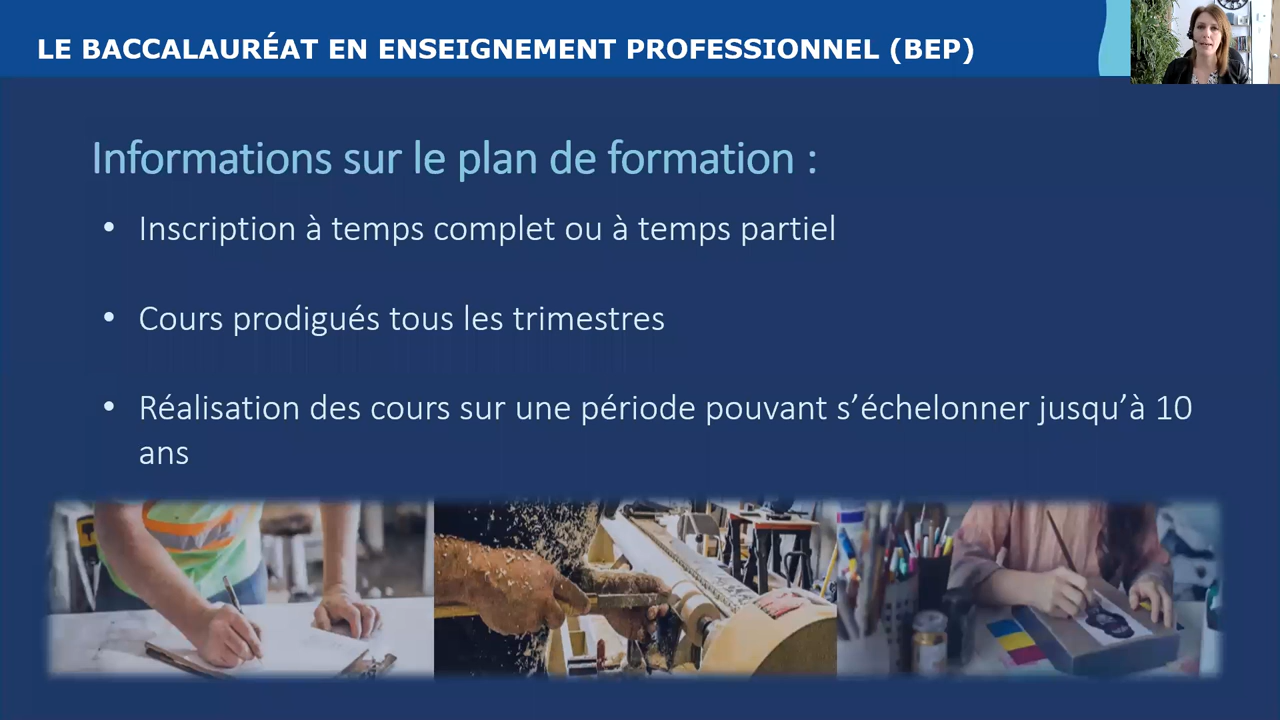 LE BACCALAURÉAT EN ENSEIGNEMENT PROFESSIONNEL (BEP)
Informations sur le plan de formation :
• Inscription à temps complet ou à temps partiel
• Cours prodigués tous les trimestres
• Réalisation des cours sur une période pouvant s’échelonner jusqu’à 10
ans